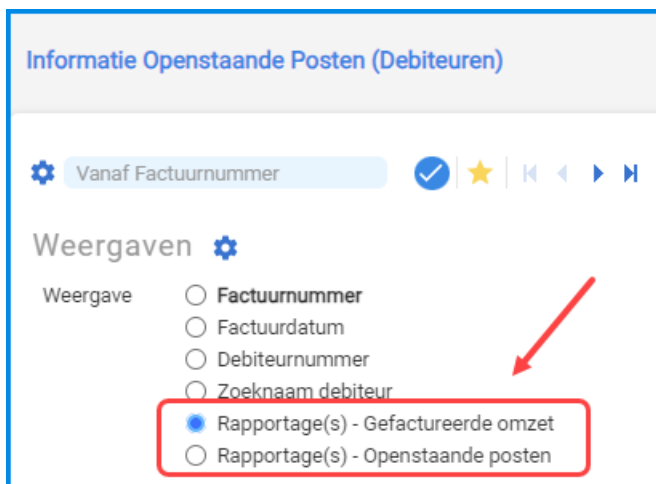 Informatie Openstaande Posten (Debiteuren)
Vanaf Factuurnummer
Weergaven
Weergave
Factuurnummer
Factuurdatum
Debiteurnummer
Zoeknaam debiteur
Rapportage(s) - Gefactureerde omzet
Rapportage(s) - Openstaande posten